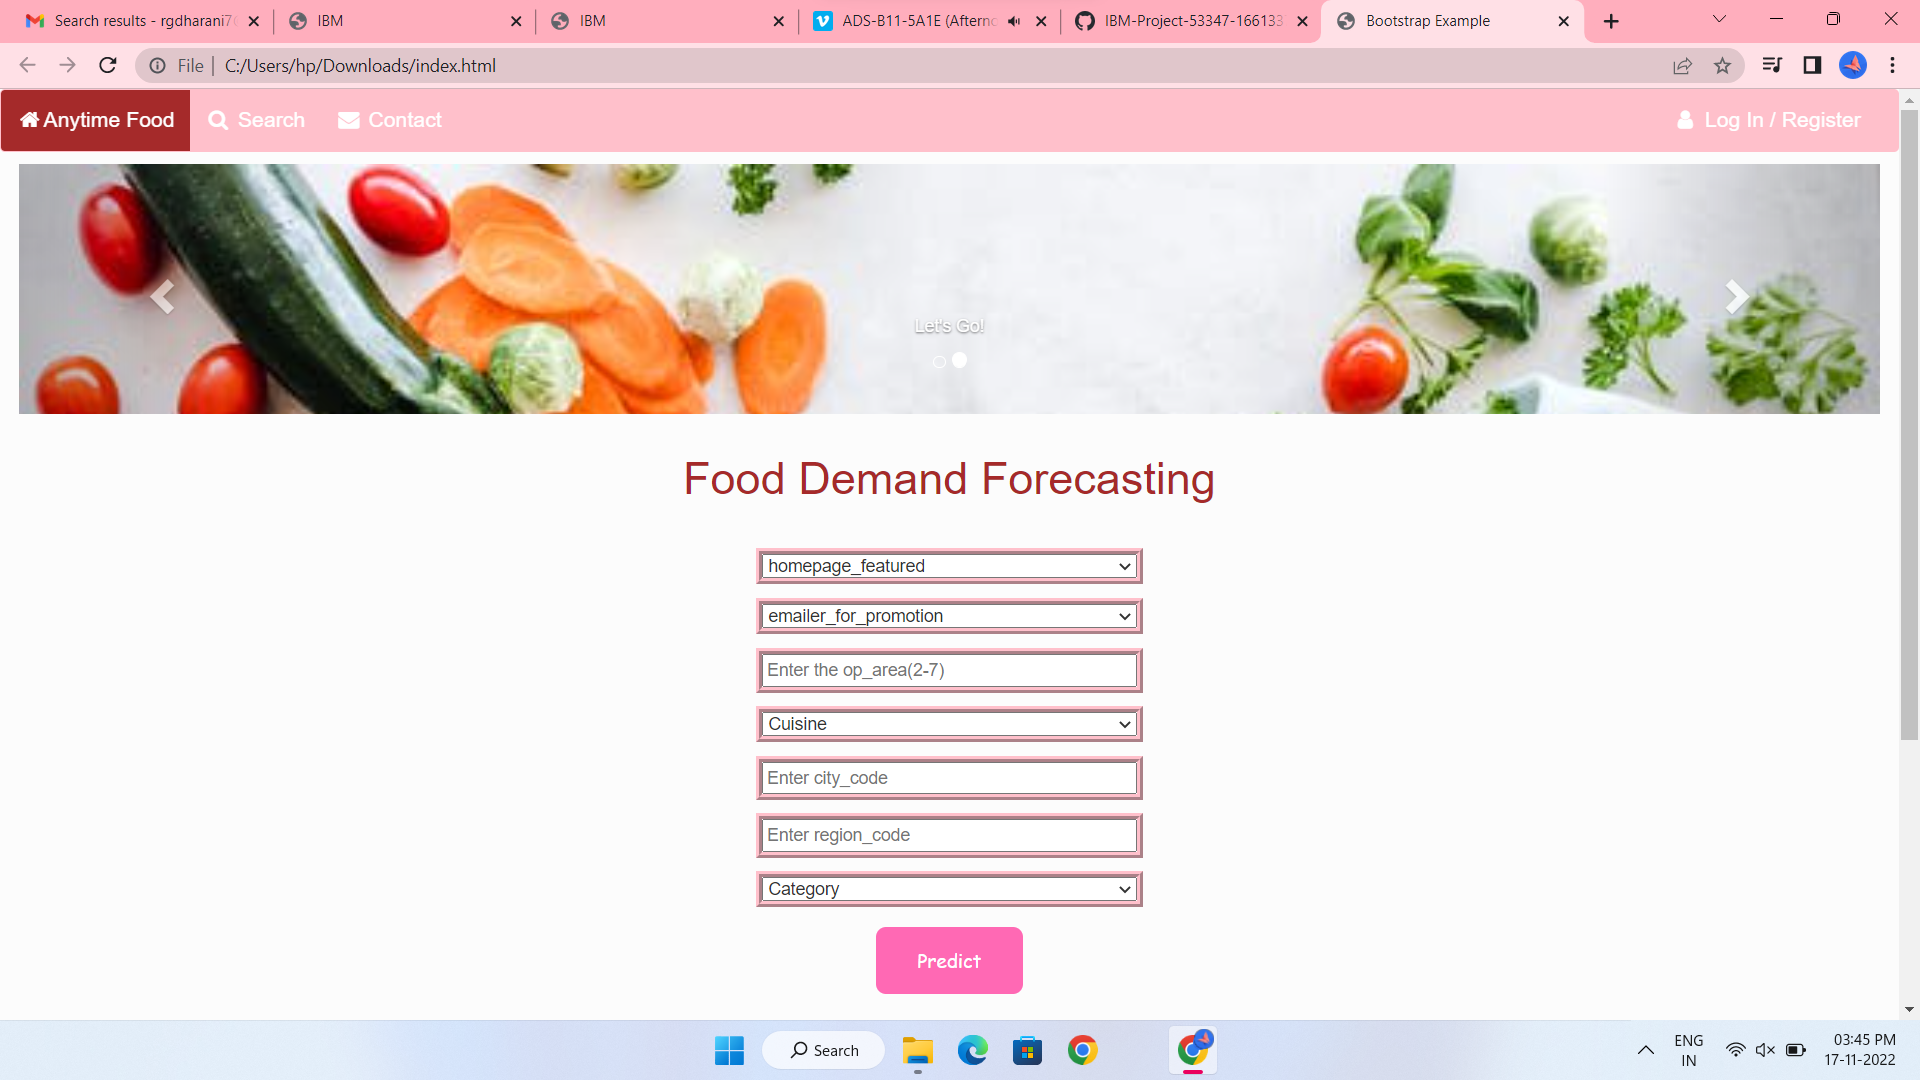 Search results - rgdharani7
IBM
IBM
ADS-B11-5A1E (Afterno
IBM-Project-53347-166133
Bootstrap Example
File
C:/Users/hp/Downloads/index.html
Anytime Food
Search
Contact
Log In / Register
Let's Go!
Food Demand Forecasting
homepage_featured
emailer_for_promotion
Enter the op_area(2-7)
Cuisine
Enter city_code
Enter region_code
Category
Predict
Search
ENG
IN
03:45 PM
17-11-2022